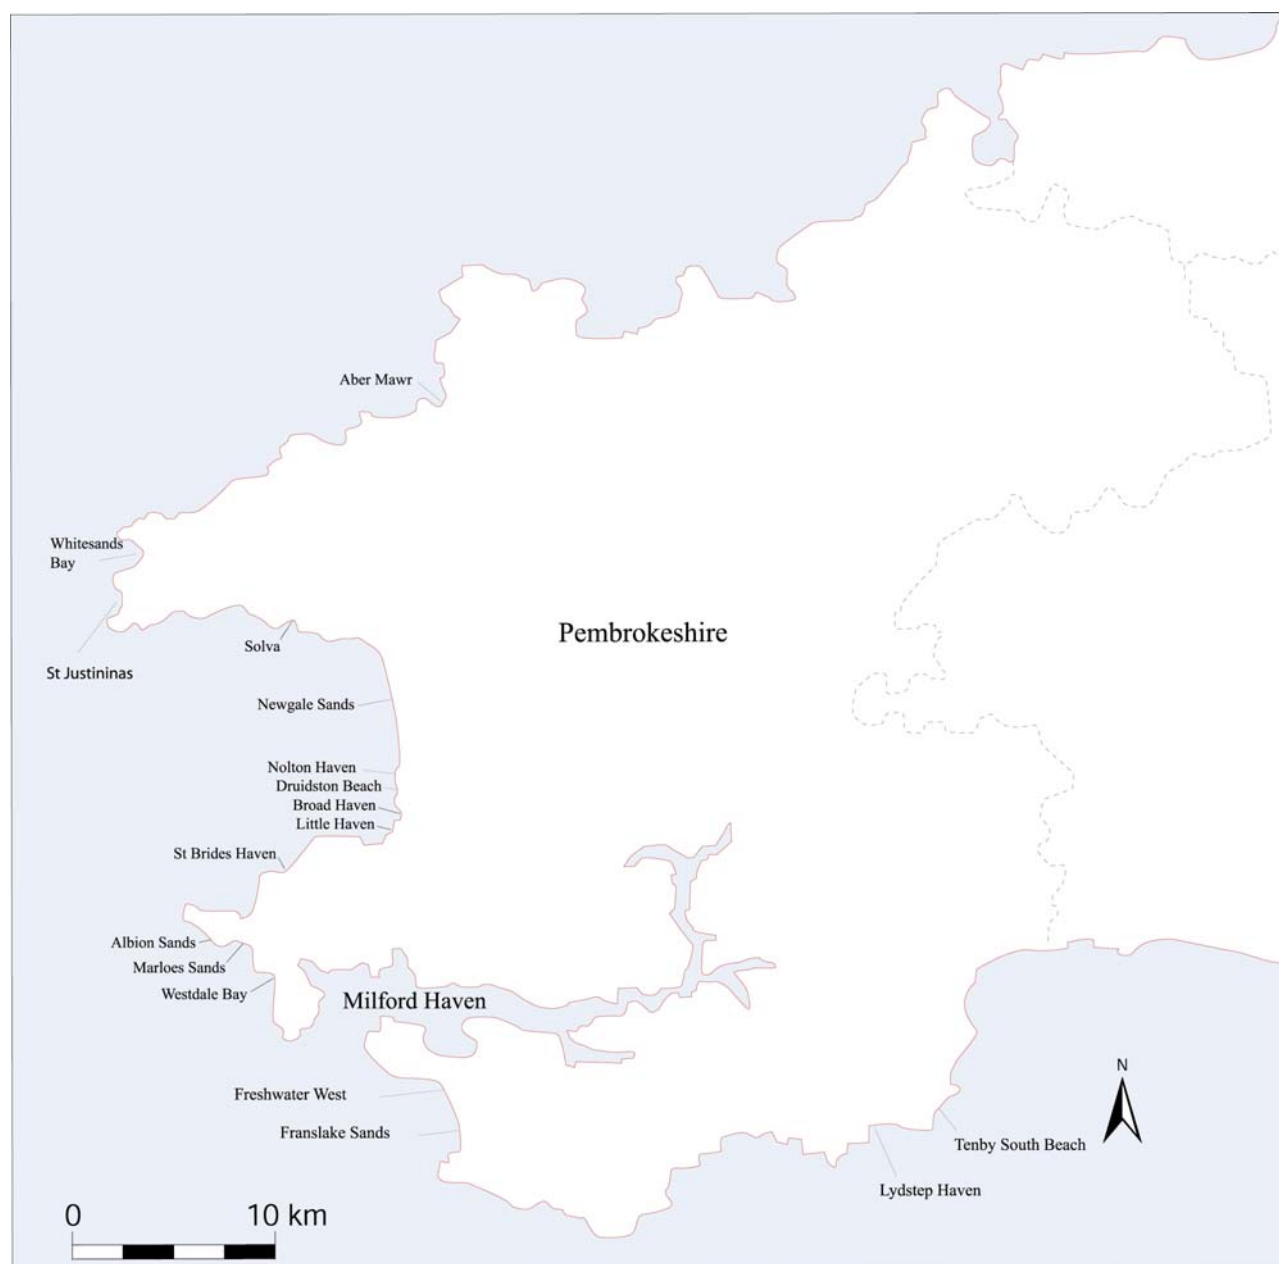 Aber Mawr
Whitesands
Bay
Pembrokeshire
Solva
St Justininas
Newgale Sands
Nolton Haven
Druidston Beach
Broad Haven
Little Haven
St Brides Haven
Albion Sands
Marloes Sands
Westdale Bay
Milford Haven
Freshwater West
Franslake Sands
N
Tenby South Beach
Lydstep Haven
0 10 km